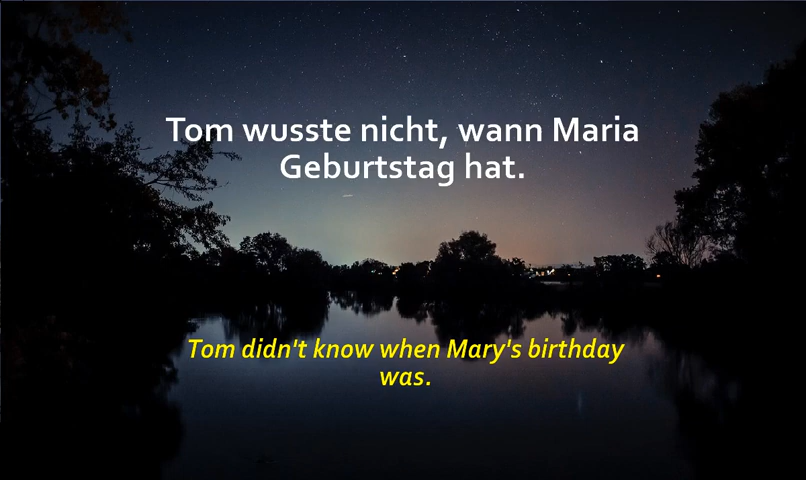 Tom wusste nicht, wann Maria
Geburtstag hat.
Tom didn't know when Mary's birthday
was.